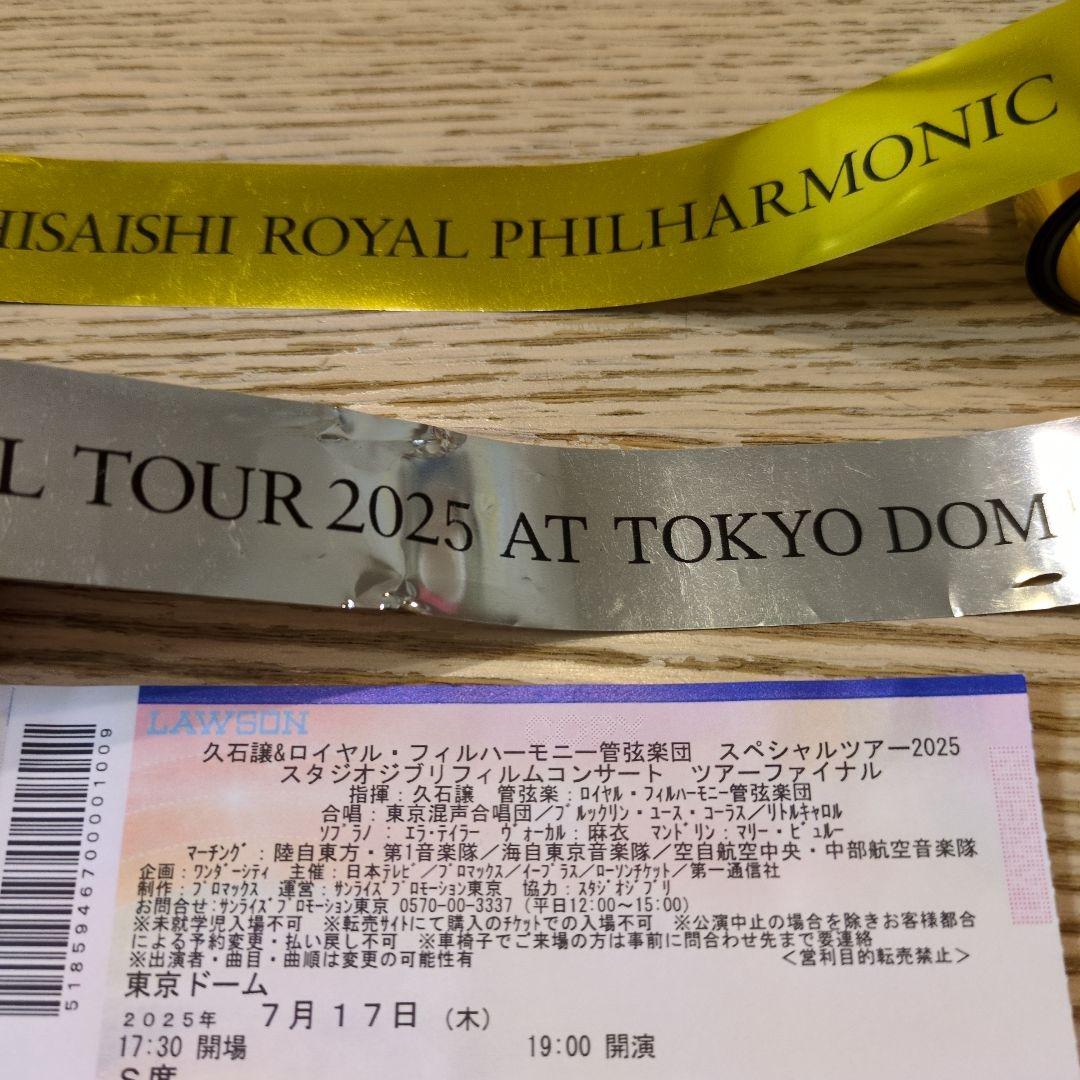 HISAISHI ROYAL PHILHARMONIC
L TOUR 2025 AT TOKYO DOM
LAWSON
久石譲&ロイヤル・フィルハーモニー管弦楽団 スペシャルツアー2025
スタジオジブリフィルムコンサート ツアーファイナル
指揮:久石譲 管弦楽:ロイヤル・フィルハーモニー管弦楽団
合唱:東京混声合唱団/ブルックリン・ユース・コーラス/リトルキャロル
ソプラノ:エラ・テイラー ヴォーカル:麻衣 マンドリン:マリー・ビュルー
マーチング:陸自東方・第1音楽隊/海自東京音楽隊/空自航空中央・中部航空音楽隊
企画:ワンダーシティ 主催:日本テレビ/プロマックス/イープラス/ローソンチケット/第一通信社
制作:プロマックス 運営:サンライズプロモーション東京 協力:スタジオジブリ
お問合せ:サンライズプロモーション東京 0570-00-3337(平日12:00~15:00)
※未就学児入場不可 ※転売サイトにて購入のチケットでの入場不可 ※公演中止の場合を除きお客様都合
による予約変更・払い戻し不可 ※車椅子でご来場の方は事前に問合わせ先まで要連絡
※出演者・曲目・曲順は変更の可能性有 <営利目的転売禁止>
東京ドーム
2025年 7月17日(木)
17:30 開場 19:00 開演
S席
5185946700001009